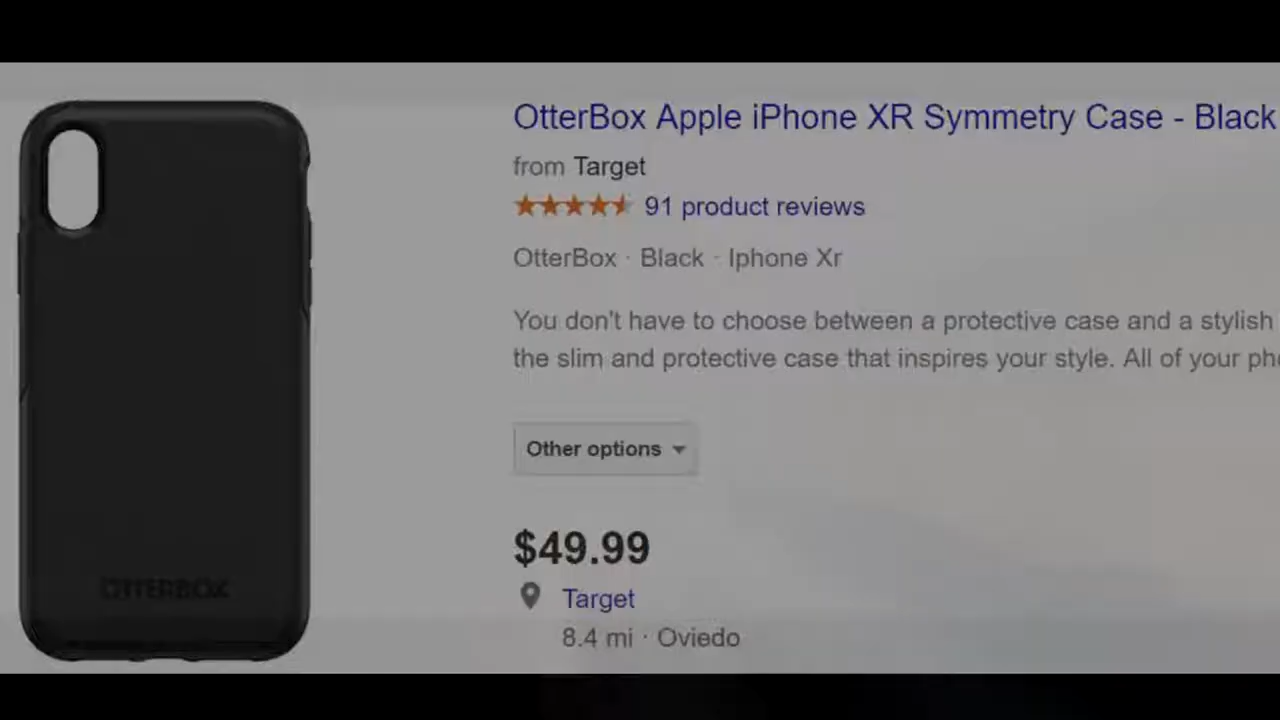 OtterBox Apple iPhone XR Symmetry Case - Black
from Target
91 product reviews
OtterBox · Black · Iphone Xr
You don't have to choose between a protective case and a stylish
the slim and protective case that inspires your style. All of your
Other options
$49.99
Target
8.4 mi · Oviedo
OTTERBOX